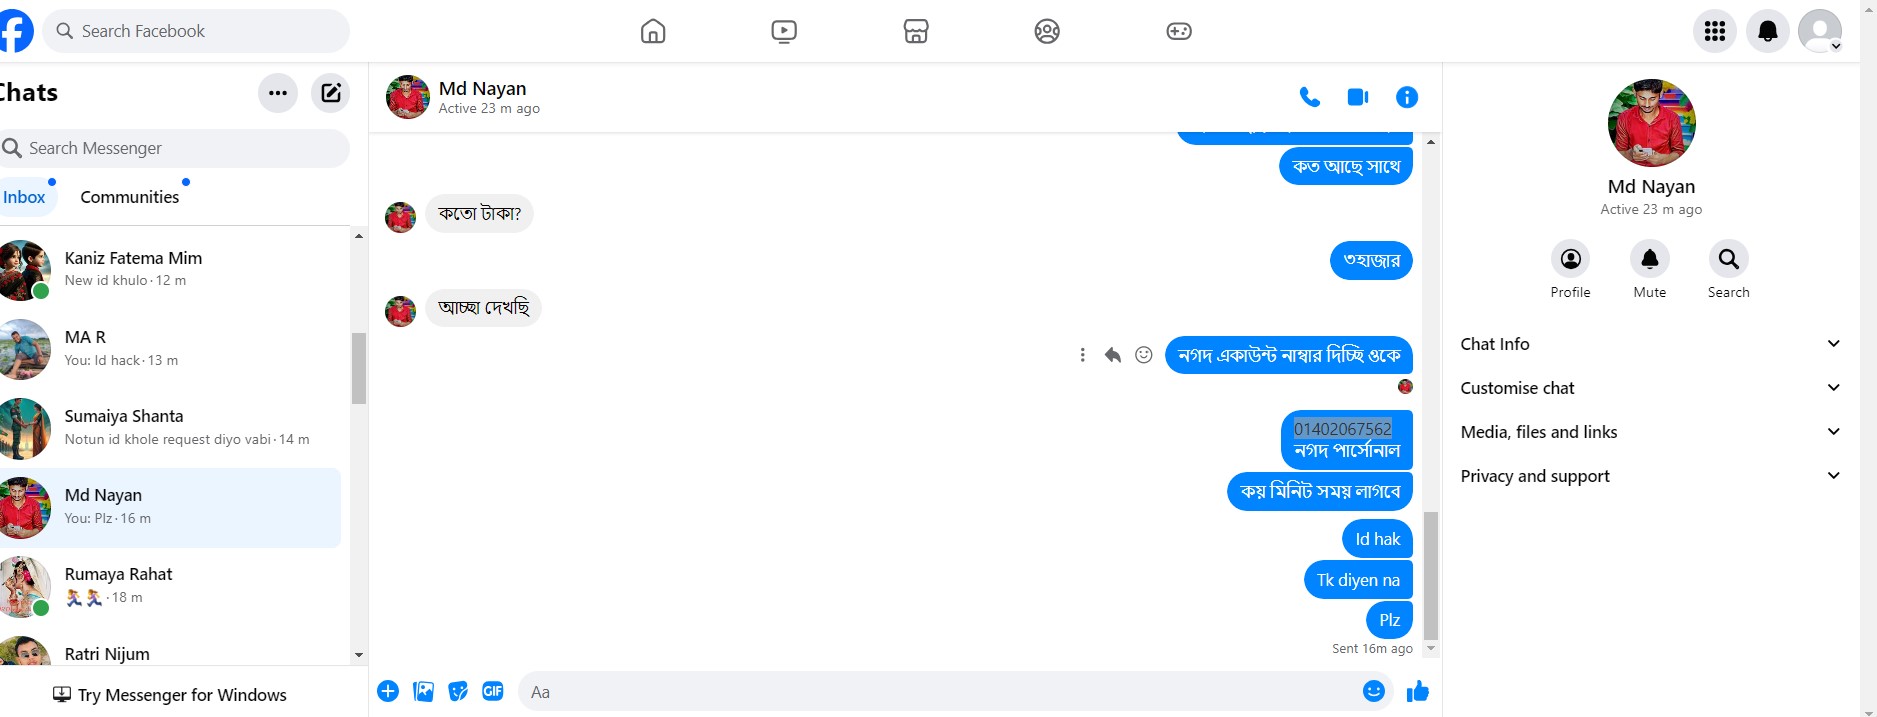 Search Facebook
Chats
Search Messenger
Inbox
Communities
Kaniz Fatema Mim
New id khulo · 12 m
MA R
You: Id hack · 13 m
Sumaiya Shanta
Notun id khole request diyo vabi · 14 m
Md Nayan
You: Plz · 16 m
Rumaya Rahat
🏃‍♀️🏃‍♀️ · 18 m
Ratri Nijum
Try Messenger for Windows
Md Nayan
Active 23 m ago
কত আছে সাথে
কতো টাকা?
৩হাজার
আচ্ছা দেখছি
নগদ একাউন্ট নাম্বার দিচ্ছি ওকে
01402067562
নগদ পার্সোনাল
কয় মিনিট সময় লাগবে
Id hak
Tk diyen na
Plz
Sent 16m ago
GIF
Aa
Md Nayan
Active 23 m ago
Profile
Mute
Search
Chat Info
Customise chat
Media, files and links
Privacy and support